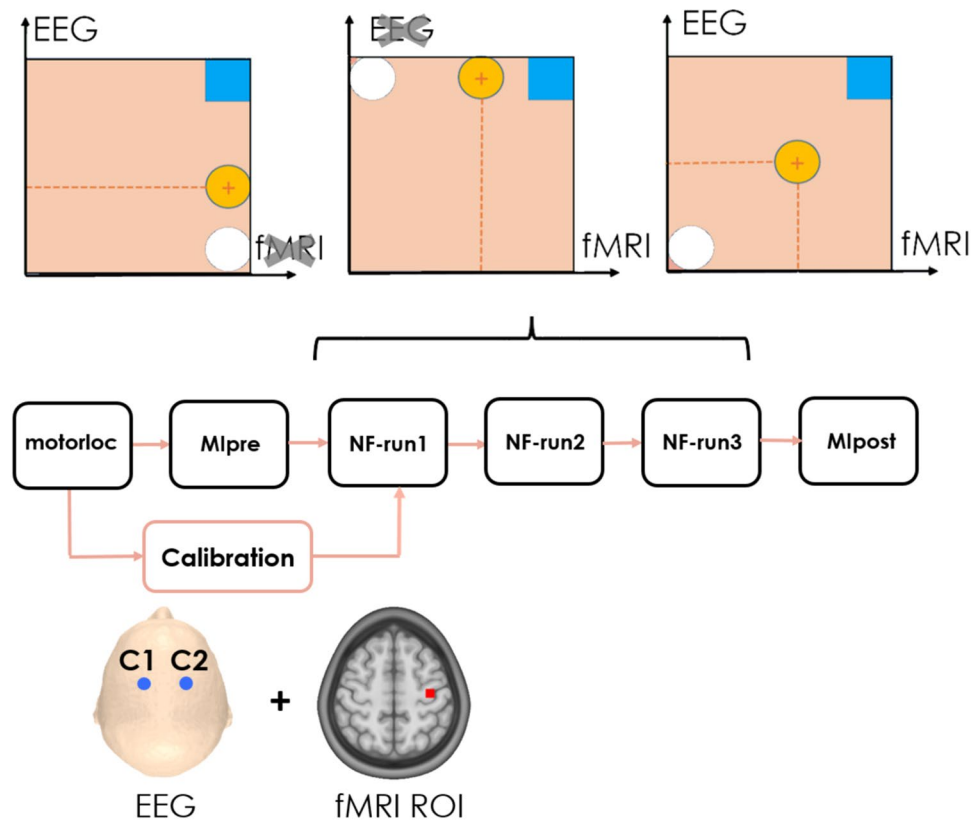 EEG
EEG
EEG
fMRI
fMRI
fMRI
motorloc
MIpre
NF-run1
NF-run2
NF-run3
MIpost
Calibration
C1 C2
+
EEG
fMRI ROI